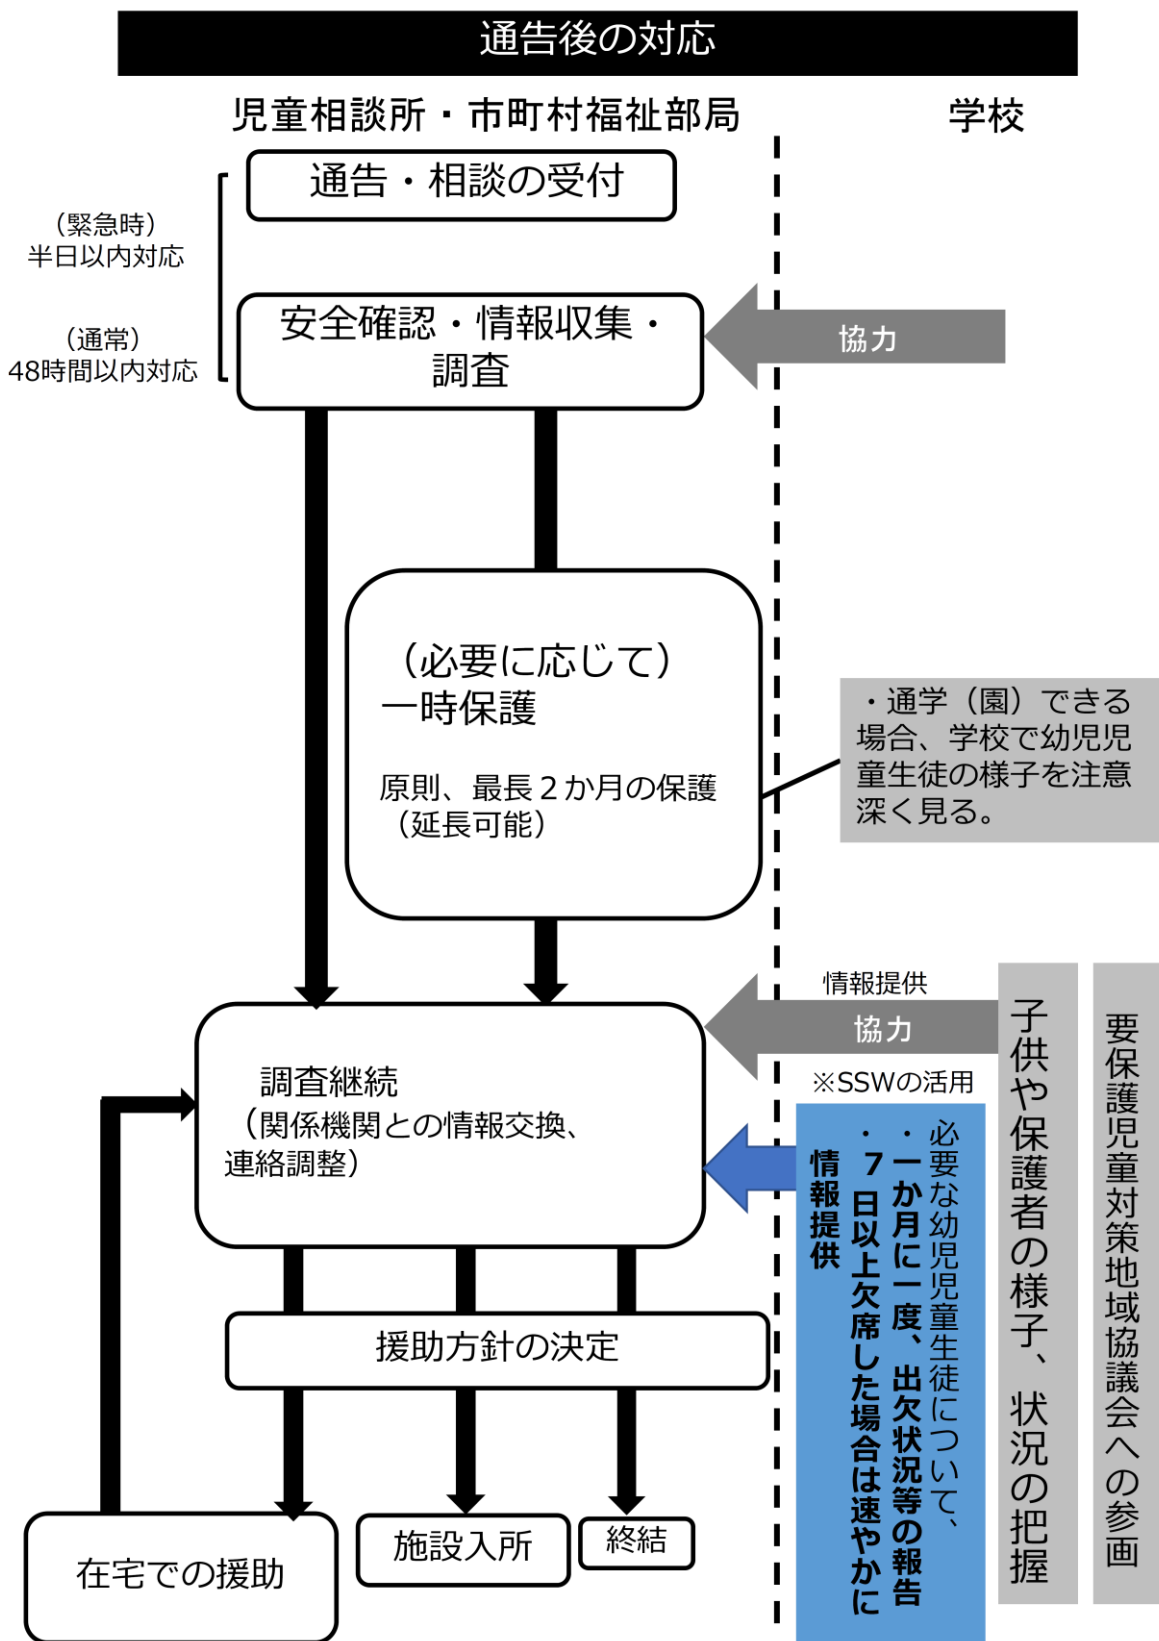 通告後の対応
児童相談所・市町村福祉部局
学校
通告・相談の受付
（緊急時）
半日以内対応
（通常）
48時間以内対応
安全確認・情報収集・
調査
協力
（必要に応じて）
一時保護
原則、最長２か月の保護
（延長可能）
・通学（園）できる
場合、学校で幼児児
童生徒の様子を注意
深く見る。
情報提供
協力
※SSWの活用
調査継続
（関係機関との情報交換、
連絡調整）
必要な幼児児童生徒について、
・一か月に一度、出欠状況等の報告
・７日以上欠席した場合は速やかに
情報提供
子供や保護者の様子、状況の把握
要保護児童対策地域協議会への参画
援助方針の決定
在宅での援助
施設入所
終結